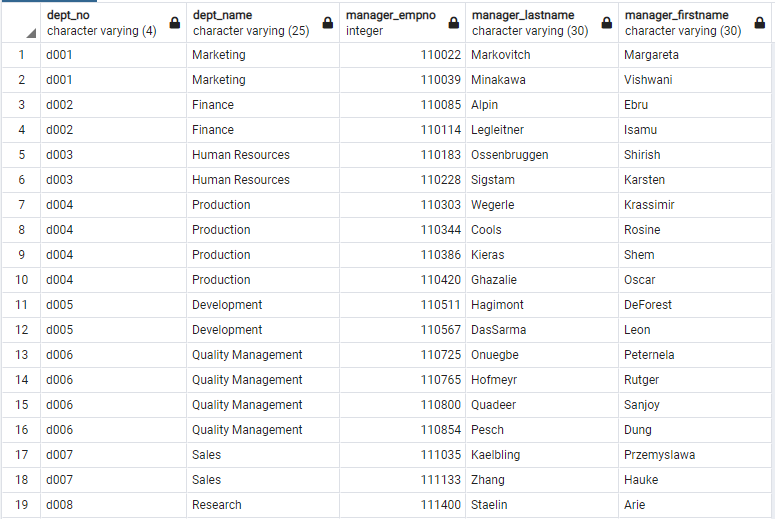 dept_no dept_name manager_empno manager_lastname manager_firstname
character varying (4) character varying (25) integer character varying (30) character varying (30)
1 d001 Marketing 110022 Markovitch Margareta
2 d001 Marketing 110039 Minakawa Vishwani
3 d002 Finance 110085 Alpin Ebru
4 d002 Finance 110114 Legleitner Isamu
5 d003 Human Resources 110183 Ossenbruggen Shirish
6 d003 Human Resources 110228 Sigstam Karsten
7 d004 Production 110303 Wegerle Krassimir
8 d004 Production 110344 Cools Rosine
9 d004 Production 110386 Kieras Shem
10 d004 Production 110420 Ghazalie Oscar
11 d005 Development 110511 Hagimont DeForest
12 d005 Development 110567 DasSarma Leon
13 d006 Quality Management 110725 Onuegbe Peternela
14 d006 Quality Management 110765 Hofmeyr Rutger
15 d006 Quality Management 110800 Quadeer Sanjoy
16 d006 Quality Management 110854 Pesch Dung
17 d007 Sales 111035 Kaelbling Przemyslawa
18 d007 Sales 111133 Zhang Hauke
19 d008 Research 111400 Staelin Arie